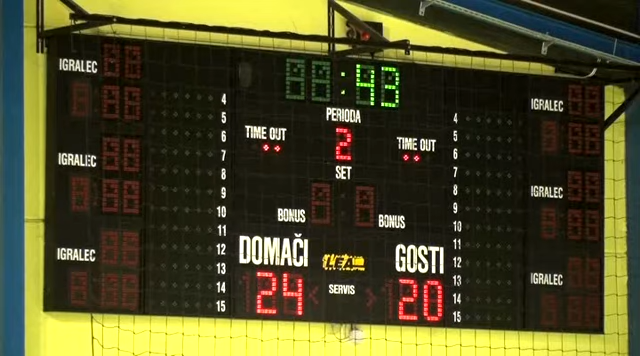 :43
IGRALEC
IGRALEC
PERIODA
TIME OUT 2 TIME OUT
SET
IGRALEC
IGRALEC
BONUS BONUS
DOMAČI GOSTI
IGRALEC
IGRALEC
24 SERVIS 20
4
5
6
7
8
9
10
11
12
13
14
15
4
5
6
7
8
9
10
11
12
13
14
15